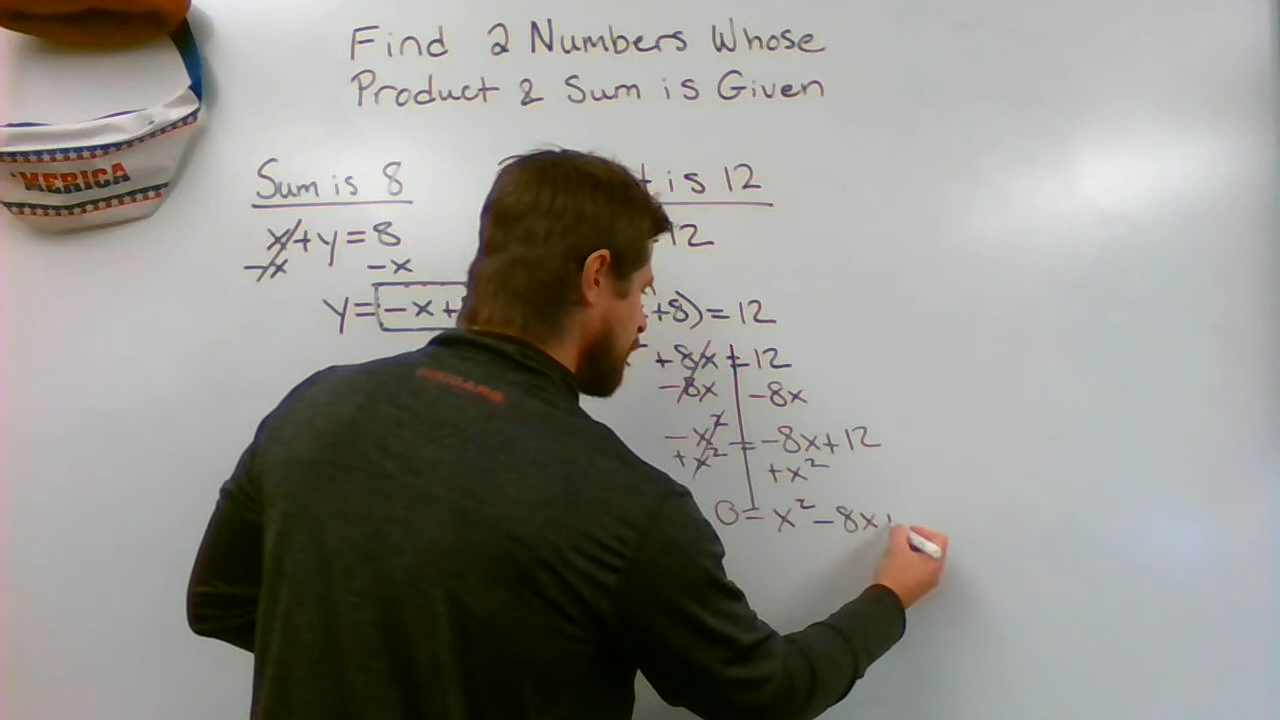 Find 2 Numbers Whose
Product & Sum is Given
'MERICA
Sum is 8
is 12
x+y=8
12
-x -x
y=-x+
+8)=12
+8x=12
-8x -8x
-x²=-8x+12
+x² +x²
0=x²-8x